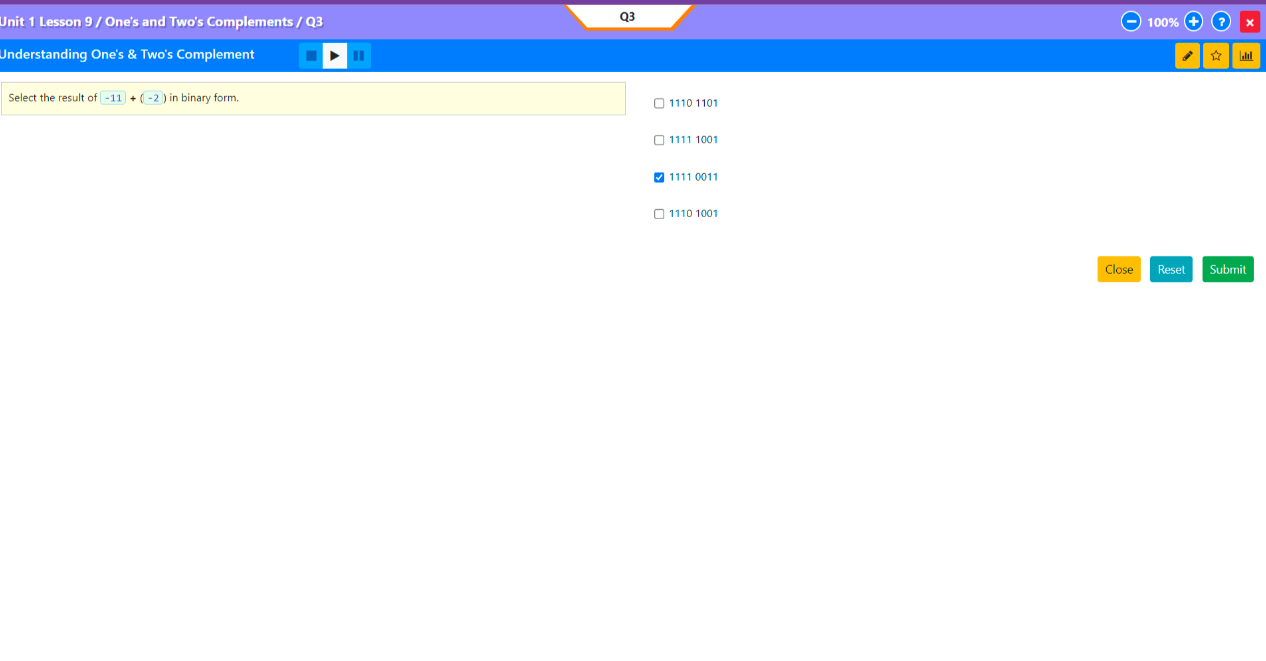 Unit 1 Lesson 9 / One's and Two's Complements / Q3
Q3
100%
?
Understanding One's & Two's Complement
Select the result of -11 + (-2) in binary form.
1110 1101
1111 1001
1111 0011
1110 1001
Close
Reset
Submit